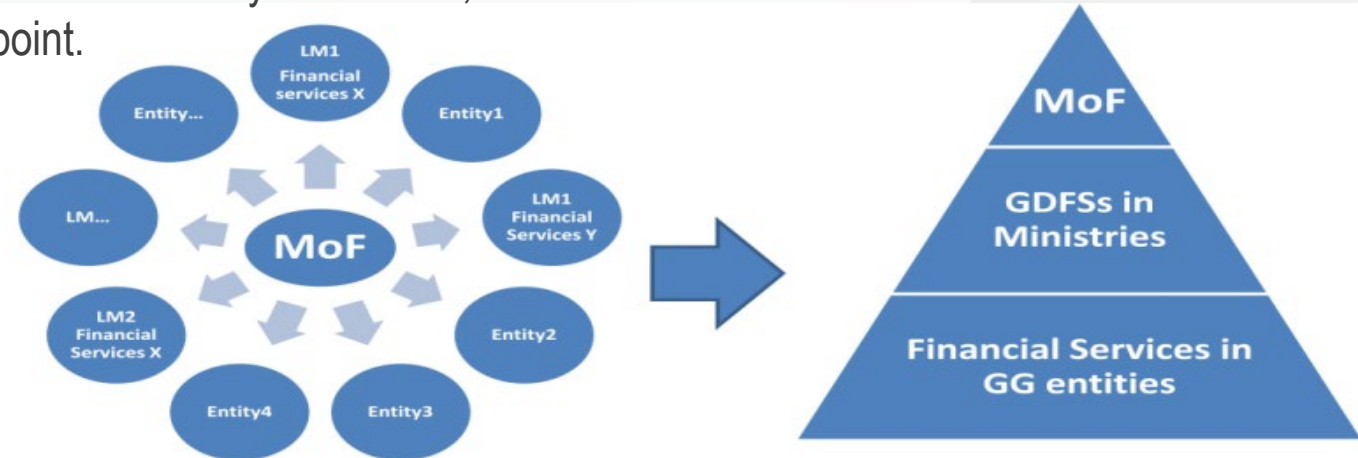 point.
LM1
Financial
services X
Entity...
Entity1
LM...
MoF
LM1
Financial
Services Y
LM2
Financial
Services X
Entity2
Entity4
Entity3
MoF
GDFSs in
Ministries
Financial Services in
GG entities